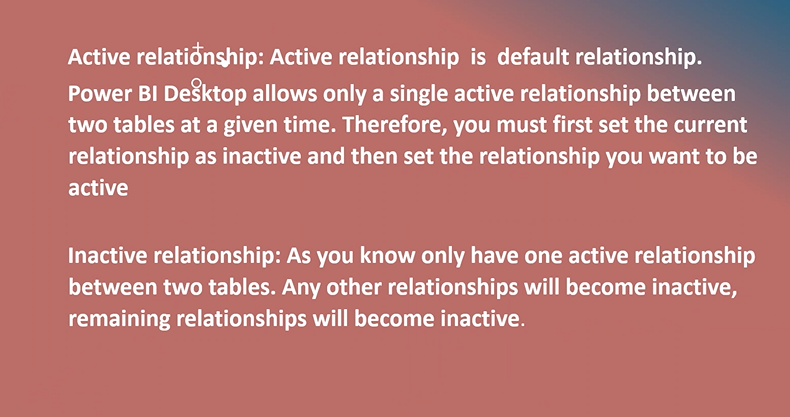 Active relationship: Active relationship  is  default relationship.
Power BI Desktop allows only a single active relationship between
two tables at a given time. Therefore, you must first set the current
relationship as inactive and then set the relationship you want to be
active
Inactive relationship: As you know only have one active relationship
between two tables. Any other relationships will become inactive,
remaining relationships will become inactive.